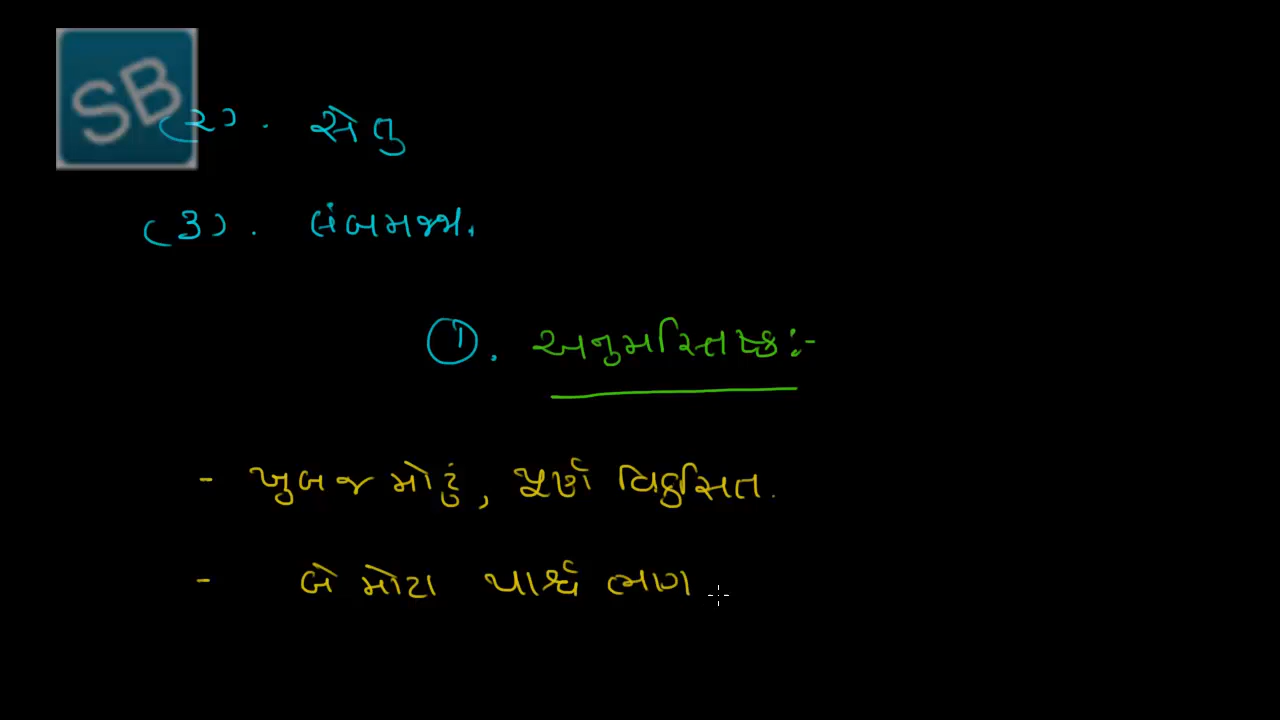 SB
(૨). સેતુ
(૩). લંબમજ્જા.
①. અનુમસ્તિષ્ક:-
- ખુબજ મોટું, પૂર્ણ વિકસિત.
- બે મોટા પાર્શ્વ ભાગ